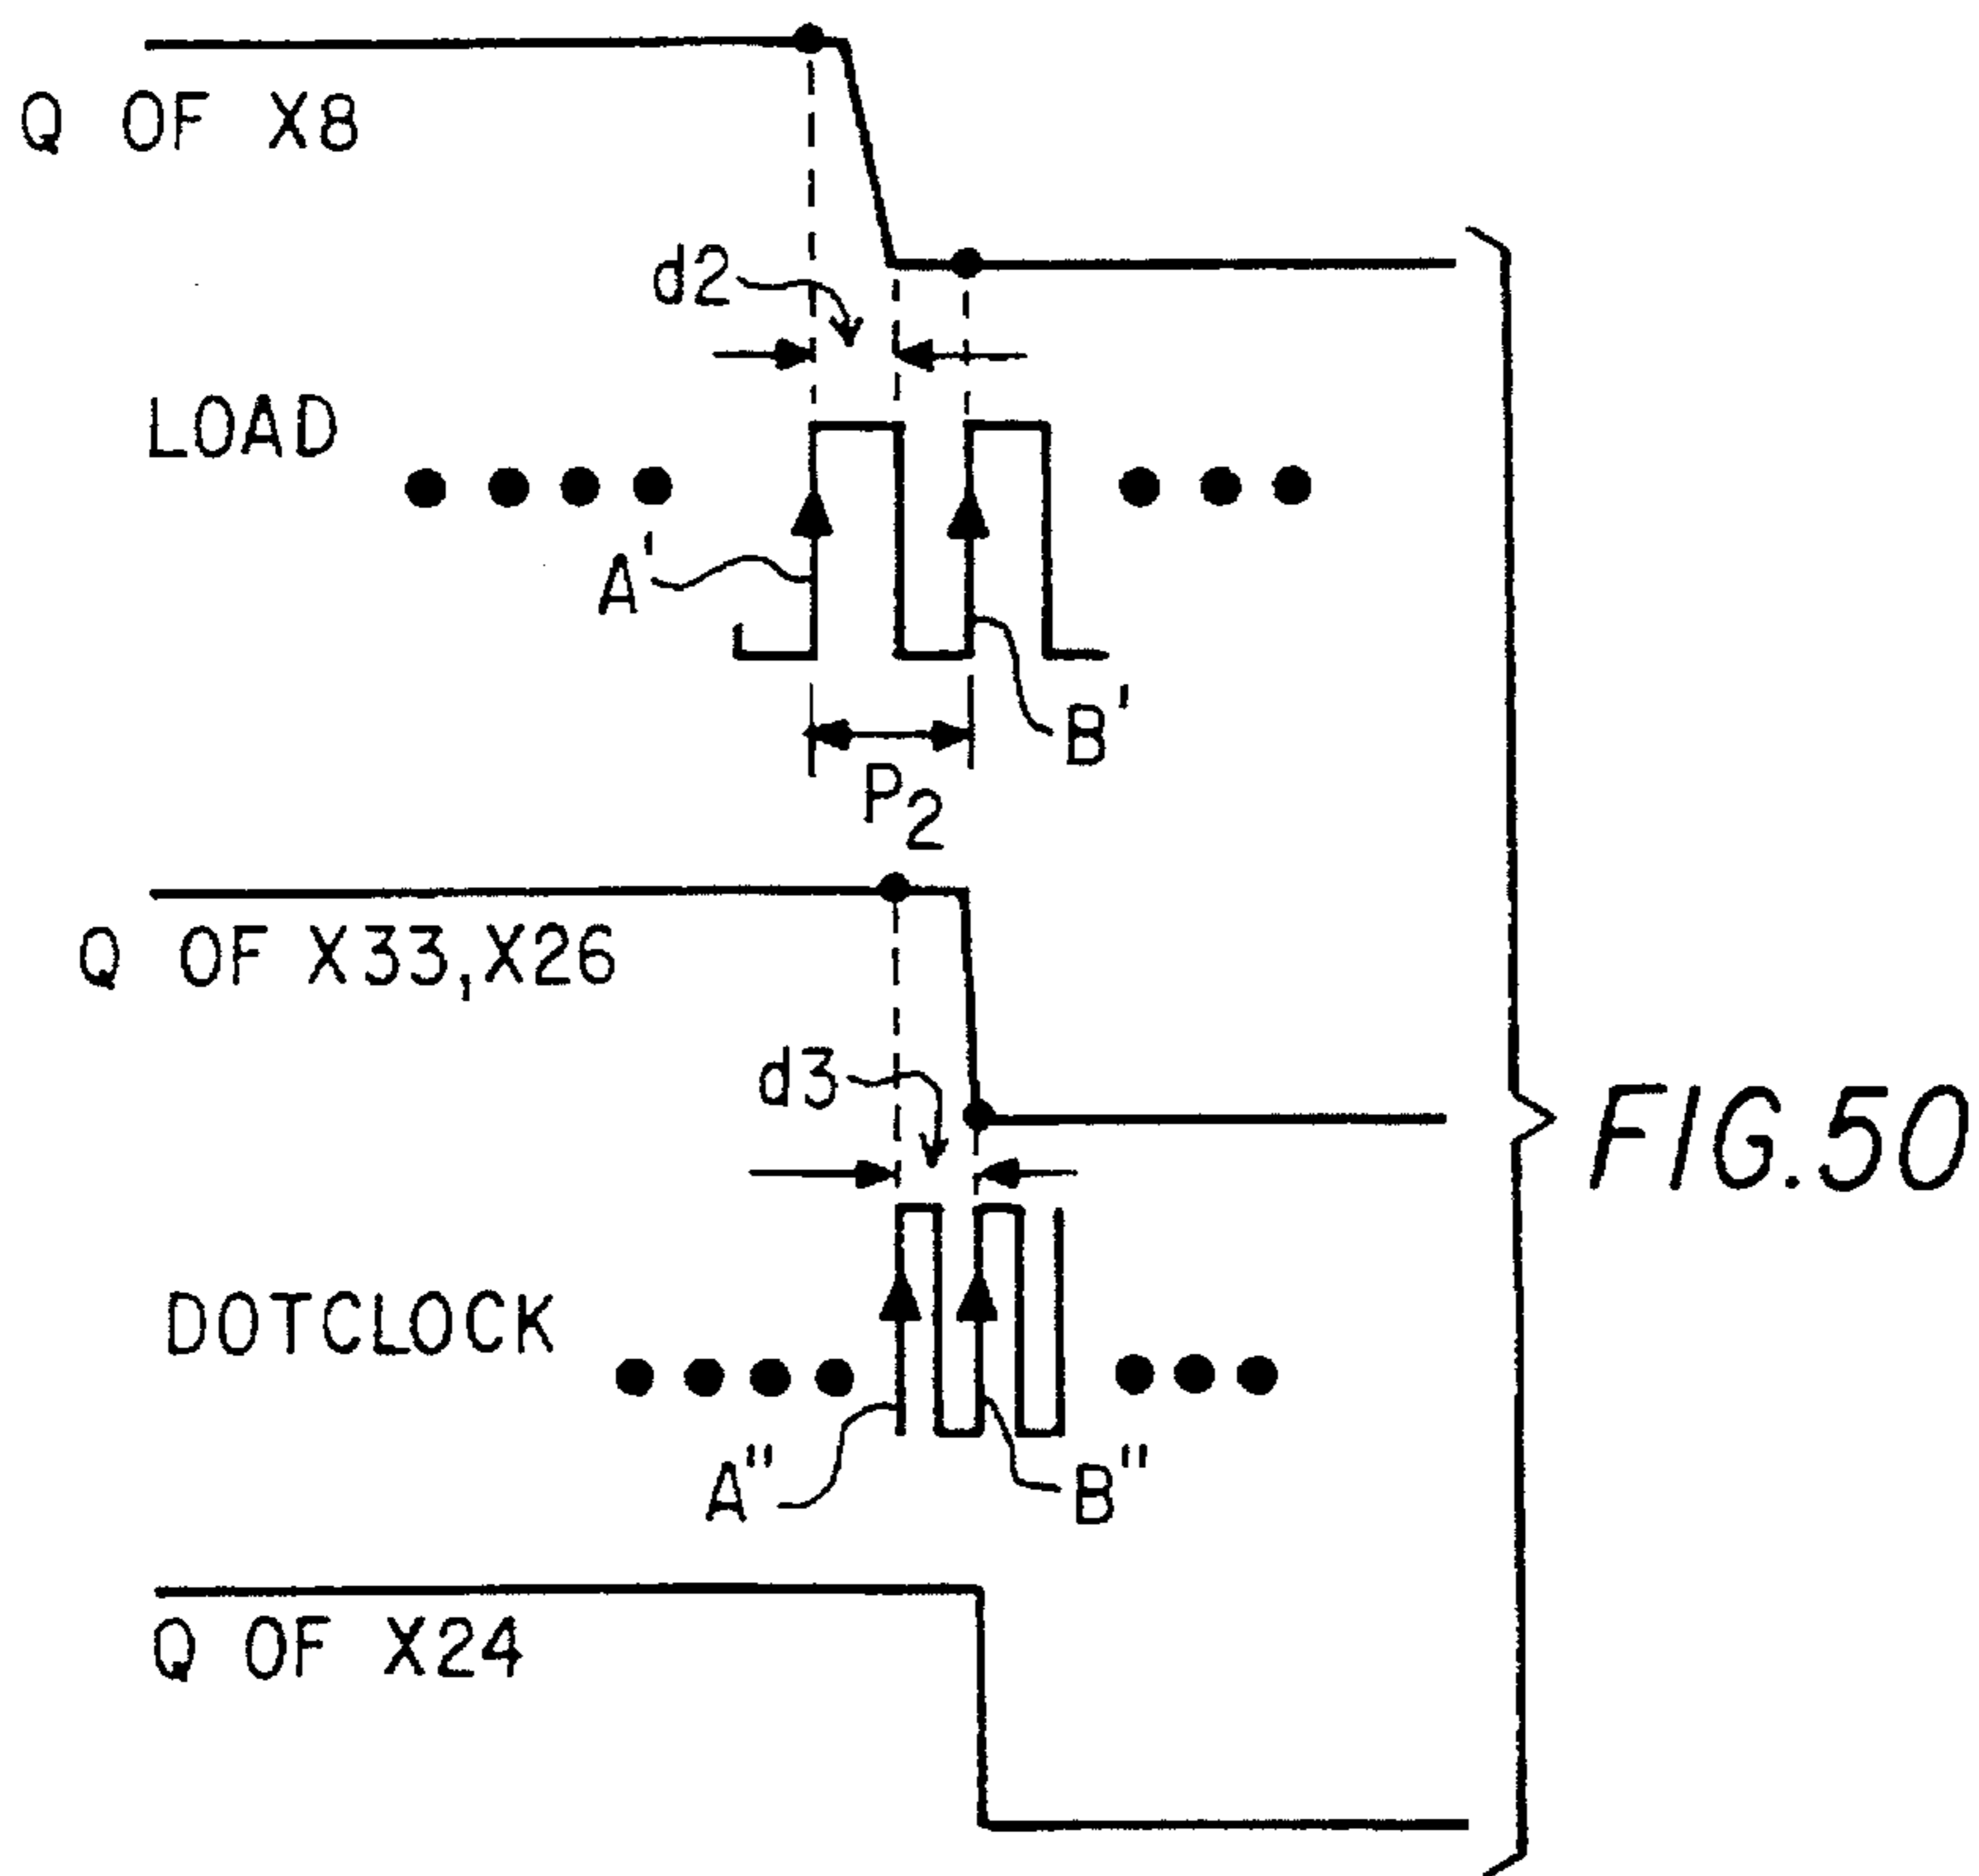 Q OF X8
d2
LOAD
A'
B'
P2
Q OF X33,X26
d3
FIG.50
DOTCLOCK
A"
B"
Q OF X24